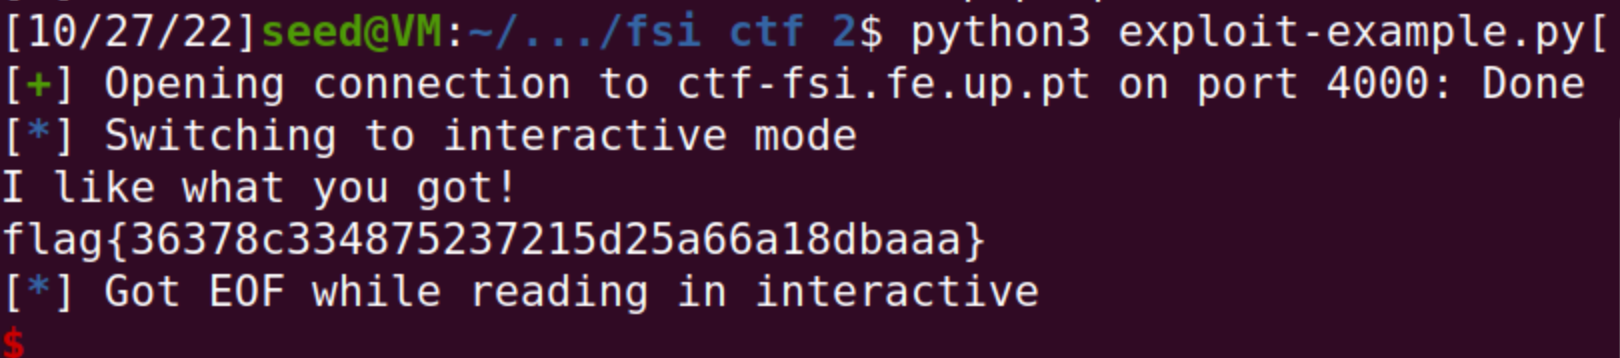 [10/27/22]seed@VM:~/.../fsi ctf 2$ python3 exploit-example.py[
[+] Opening connection to ctf-fsi.fe.up.pt on port 4000: Done
[*] Switching to interactive mode
I like what you got!
flag{36378c334875237215d25a66a18dbaaa}
[*] Got EOF while reading in interactive
$